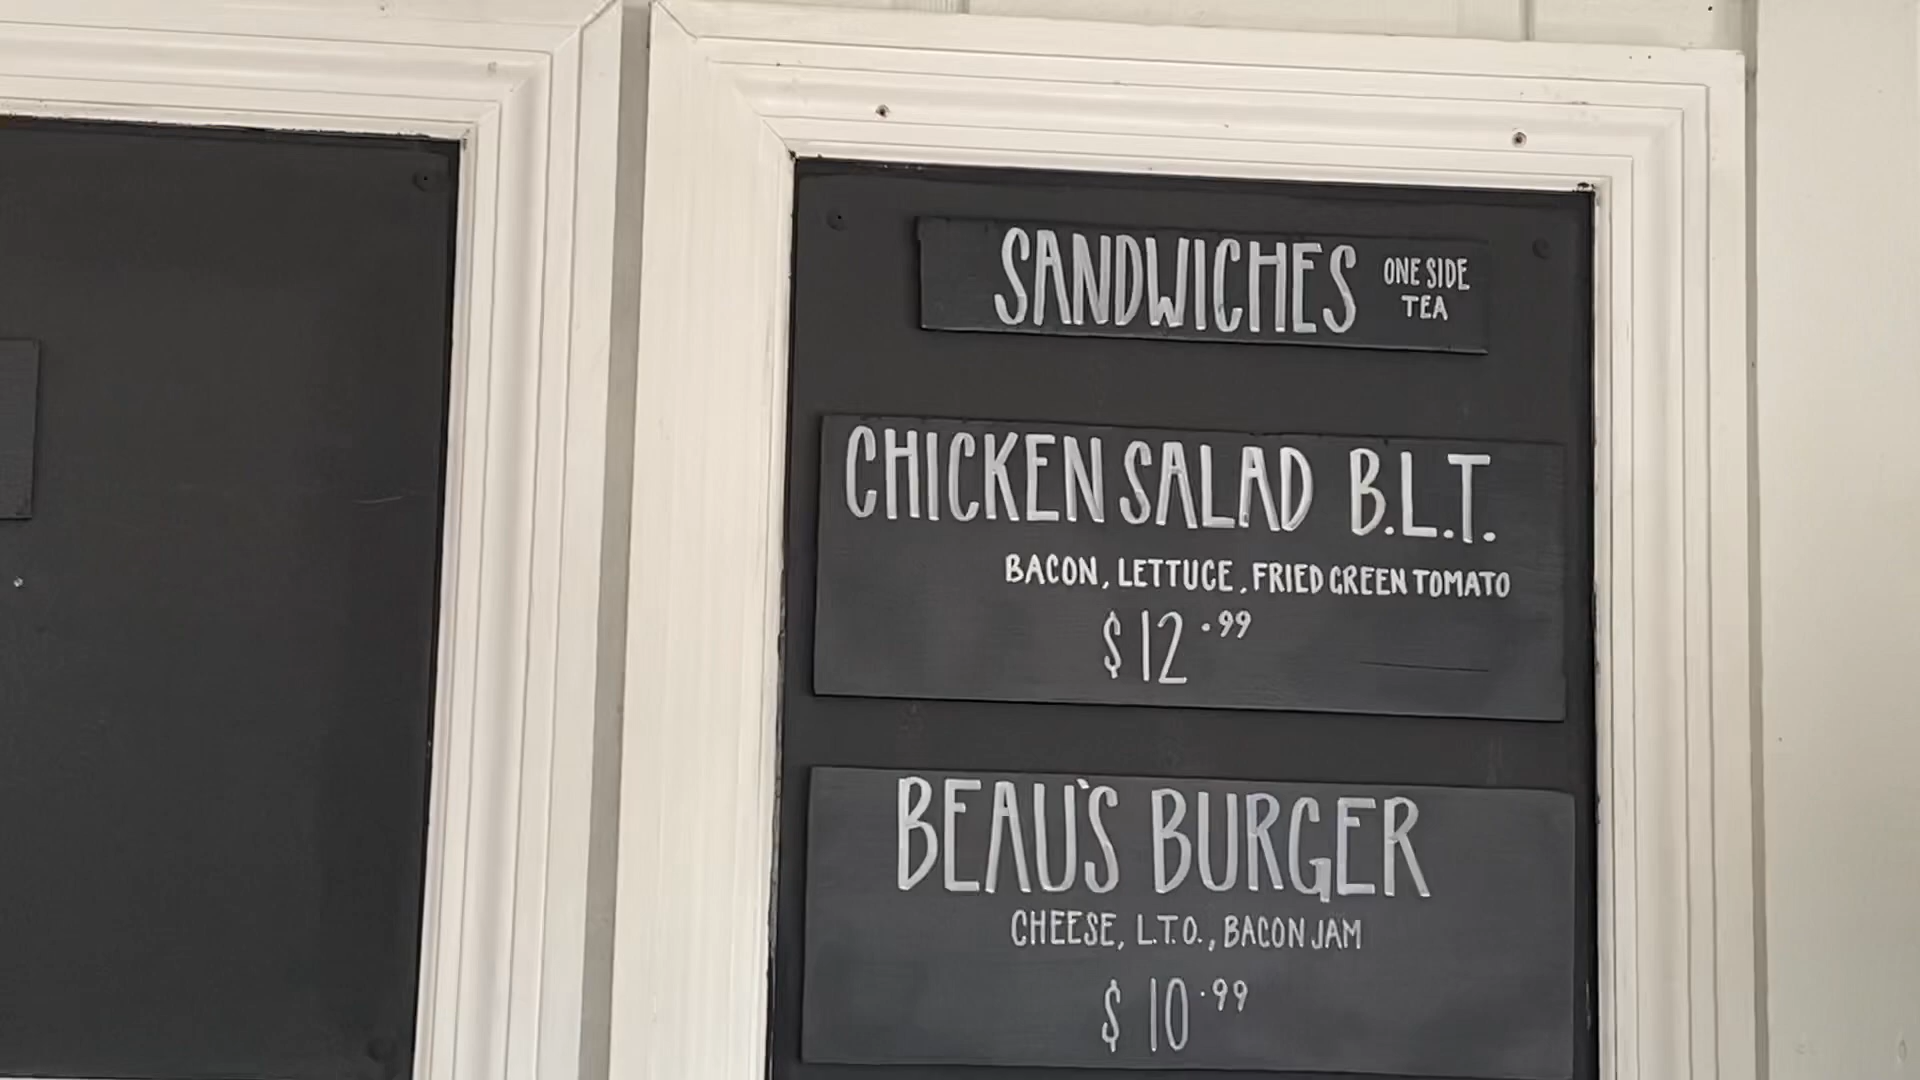 SANDWICHES
ONE SIDE
TEA
CHICKEN SALAD B.L.T.
BACON, LETTUCE, FRIED GREEN TOMATO
$12.99
BEAU'S BURGER
CHEESE, L.T.O., BACON JAM
$10.99